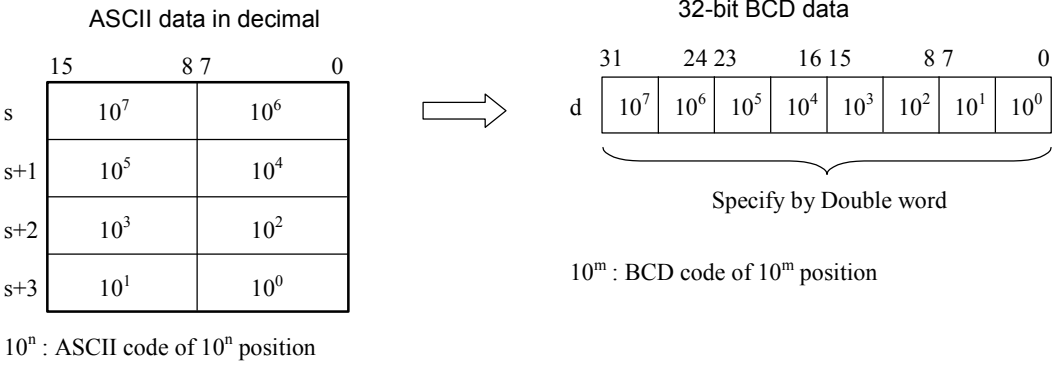 ASCII data in decimal
15 8 7 0
s 10⁷ 10⁶
s+1 10⁵ 10⁴
s+2 10³ 10²
s+3 10¹ 10⁰
10ⁿ : ASCII code of 10ⁿ position
32-bit BCD data
31 24 23 16 15 8 7 0
d 10⁷ 10⁶ 10⁵ 10⁴ 10³ 10² 10¹ 10⁰
Specify by Double word
10ᵐ : BCD code of 10ᵐ position